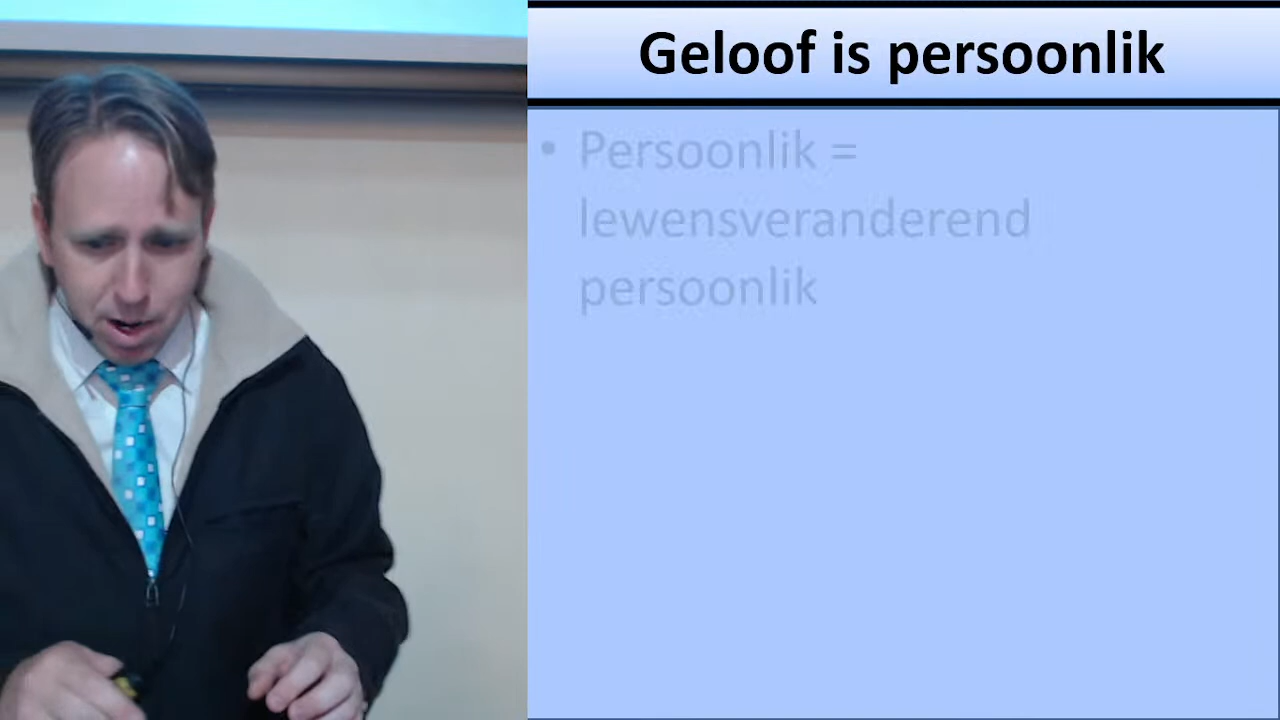 Geloof is persoonlik
• Persoonlik =
lewensveranderend
persoonlik